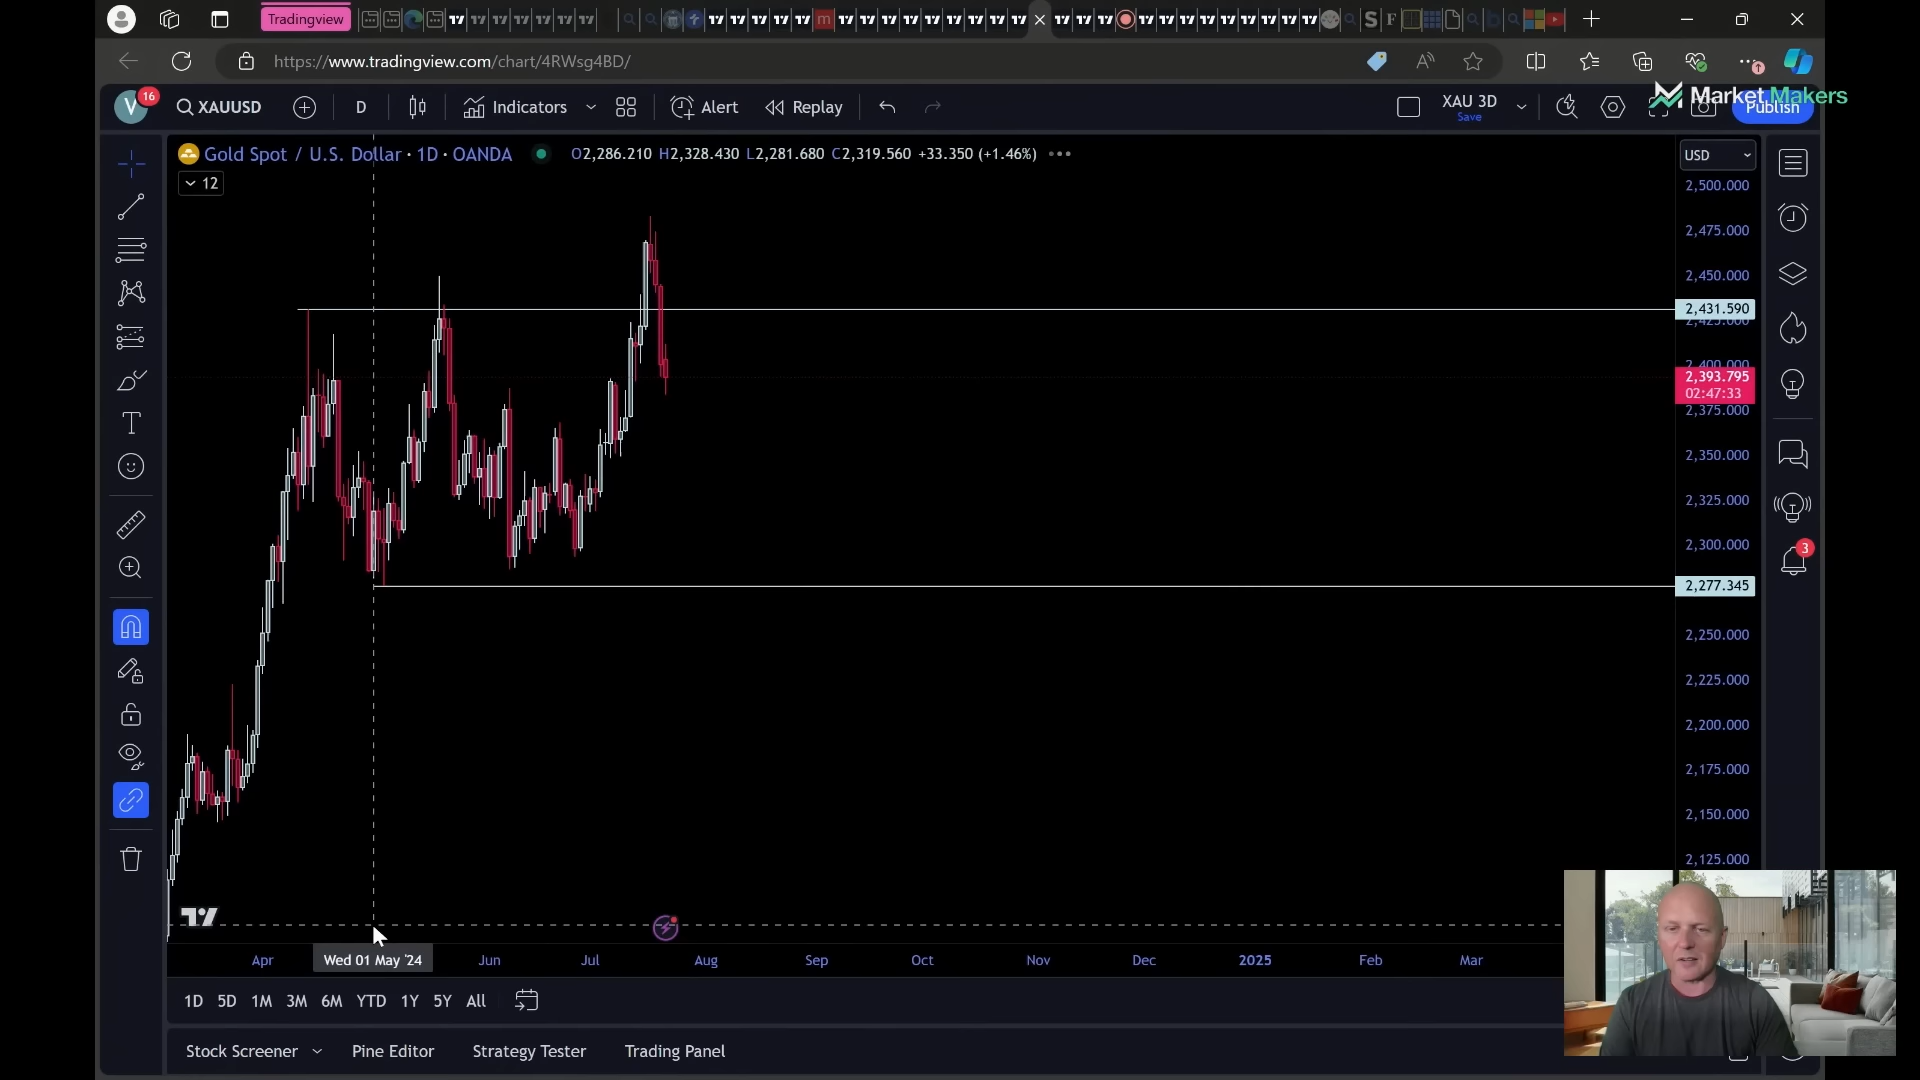 Tradingview
https://www.tradingview.com/chart/4RWsg4BD/
V 16 XAUUSD D Indicators Alert Replay XAU 3D Save Publish
Market Makers
Gold Spot / U.S. Dollar · 1D · OANDA O2,286.210 H2,328.430 L2,281.680 C2,319.560 +33.350 (+1.46%)
USD
12
2,500.000
2,475.000
2,450.000
2,431.590
2,425.000
2,400.000
2,393.795
02:47:33
2,375.000
2,350.000
2,325.000
3
2,300.000
2,277.345
2,250.000
2,225.000
2,200.000
2,175.000
2,150.000
2,125.000
Apr Wed 01 May '24 Jun Jul Aug Sep Oct Nov Dec 2025 Feb Mar
1D 5D 1M 3M 6M YTD 1Y 5Y All
Stock Screener Pine Editor Strategy Tester Trading Panel